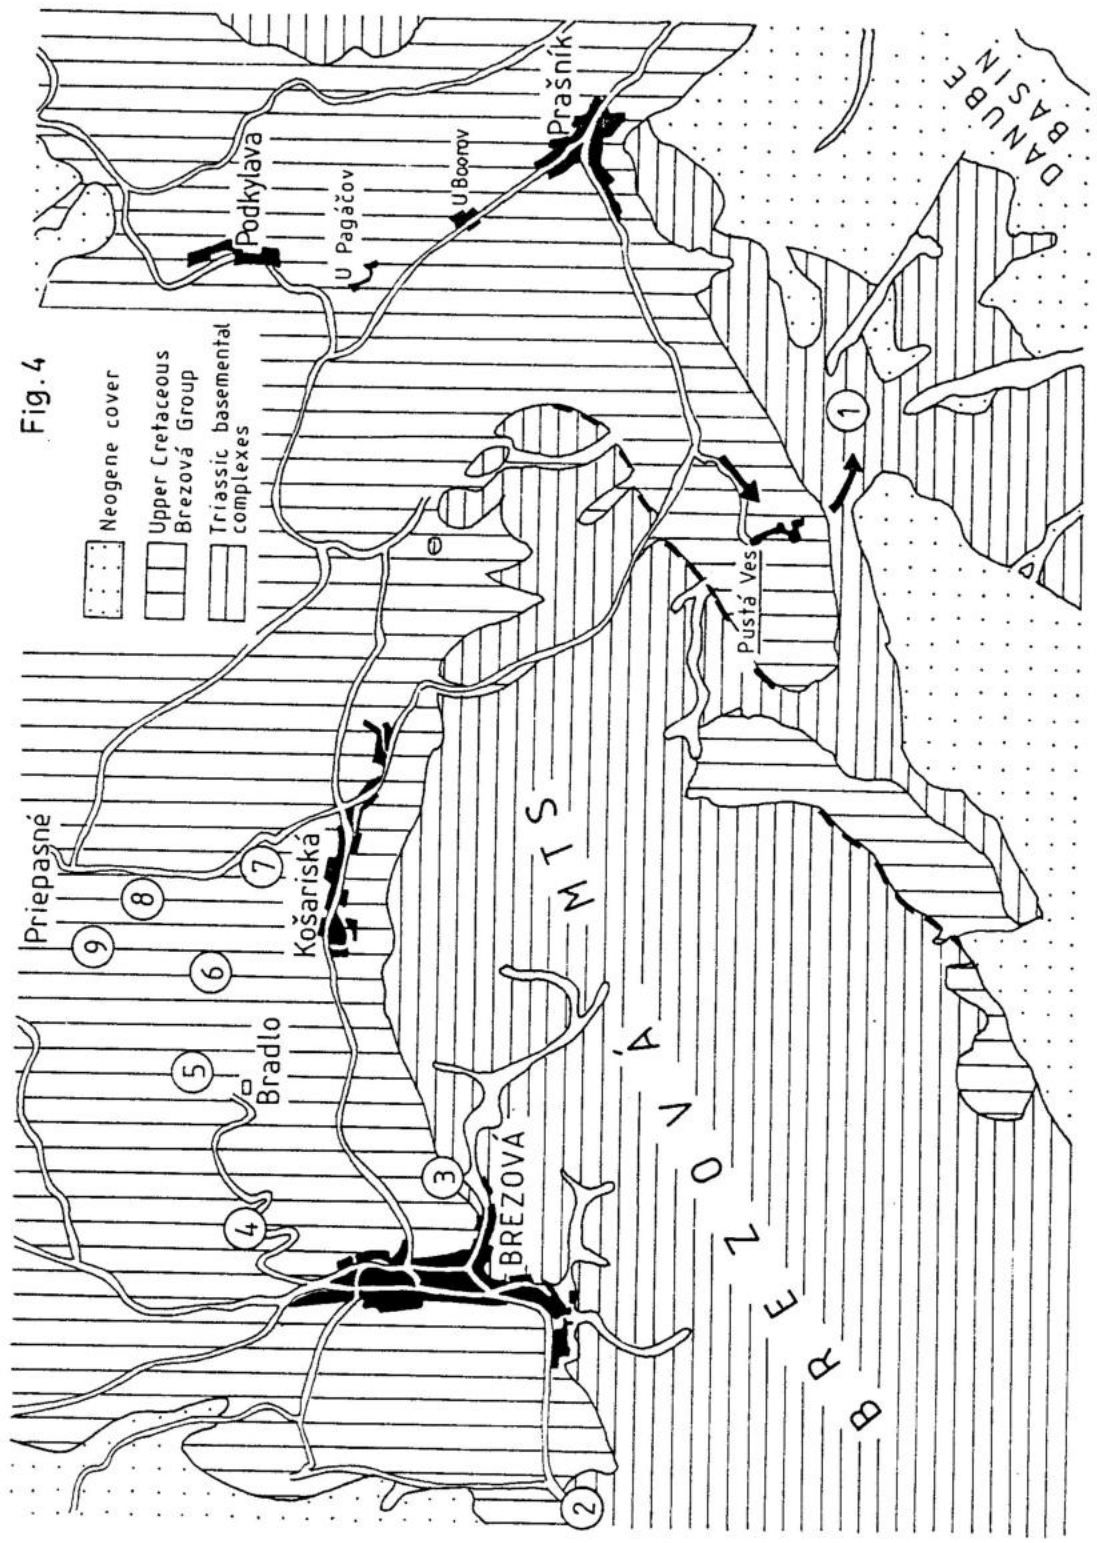 Fig.4
Neogene cover
Upper Cretaceous
Brezová Group
Triassic basemental
complexes
Priepasné
Podkylava
U Pagáčov
U Boorov
Prašník
9
8
7
6
5
Bradlo
Košariská
4
3
BREZOVÁ
2
Pustá Ves
1
DANUBE
BASIN
BREZOVÁ MTS